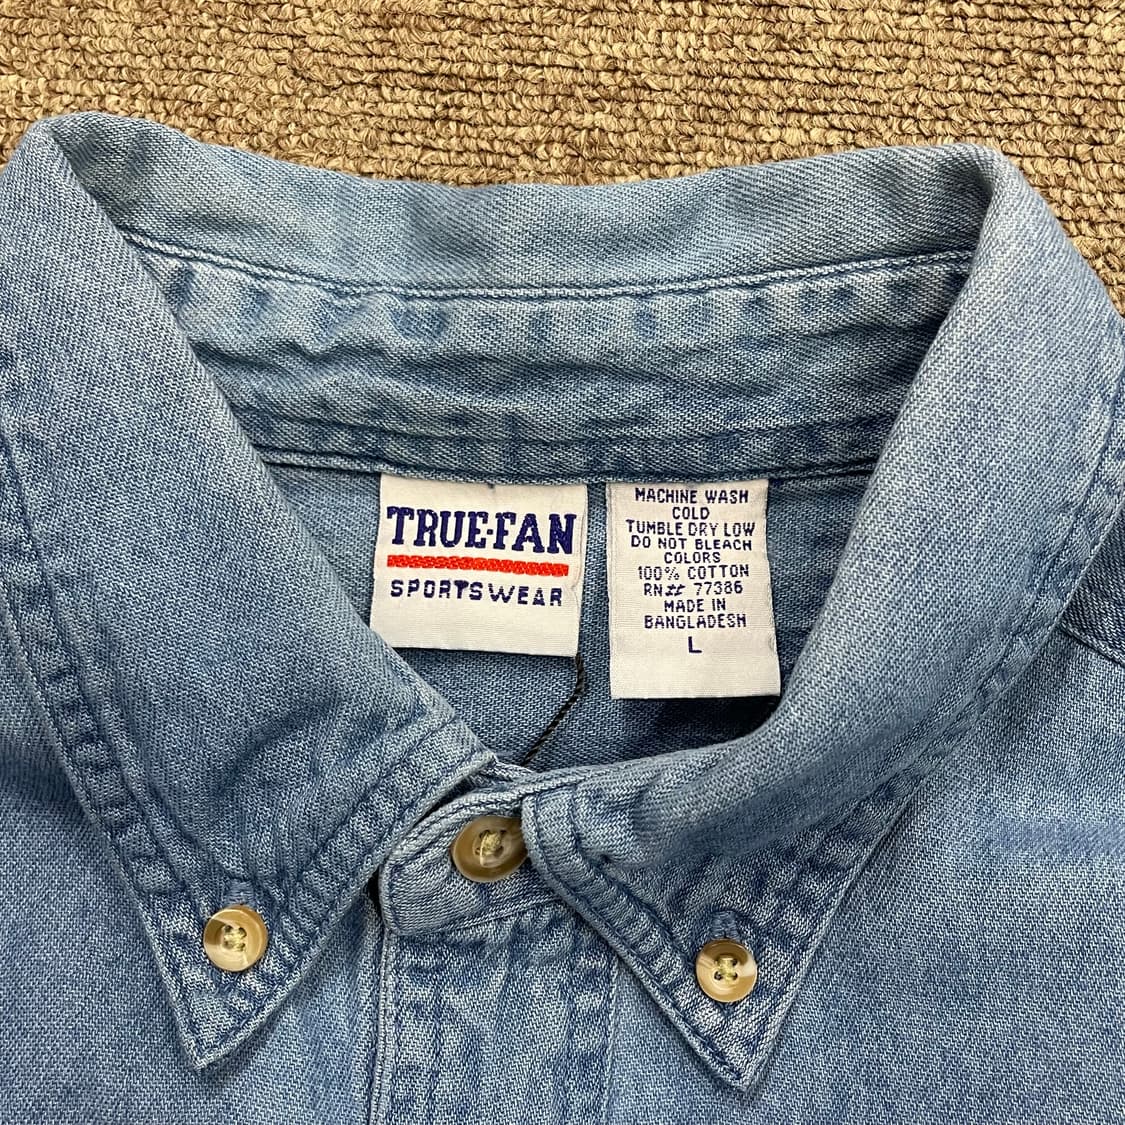 TRUE-FAN
SPORTSWEAR
MACHINE WASH
COLD
TUMBLE DRY LOW
DO NOT BLEACH
COLORS
100% COTTON
RN# 77386
MADE IN
BANGLADESH
L